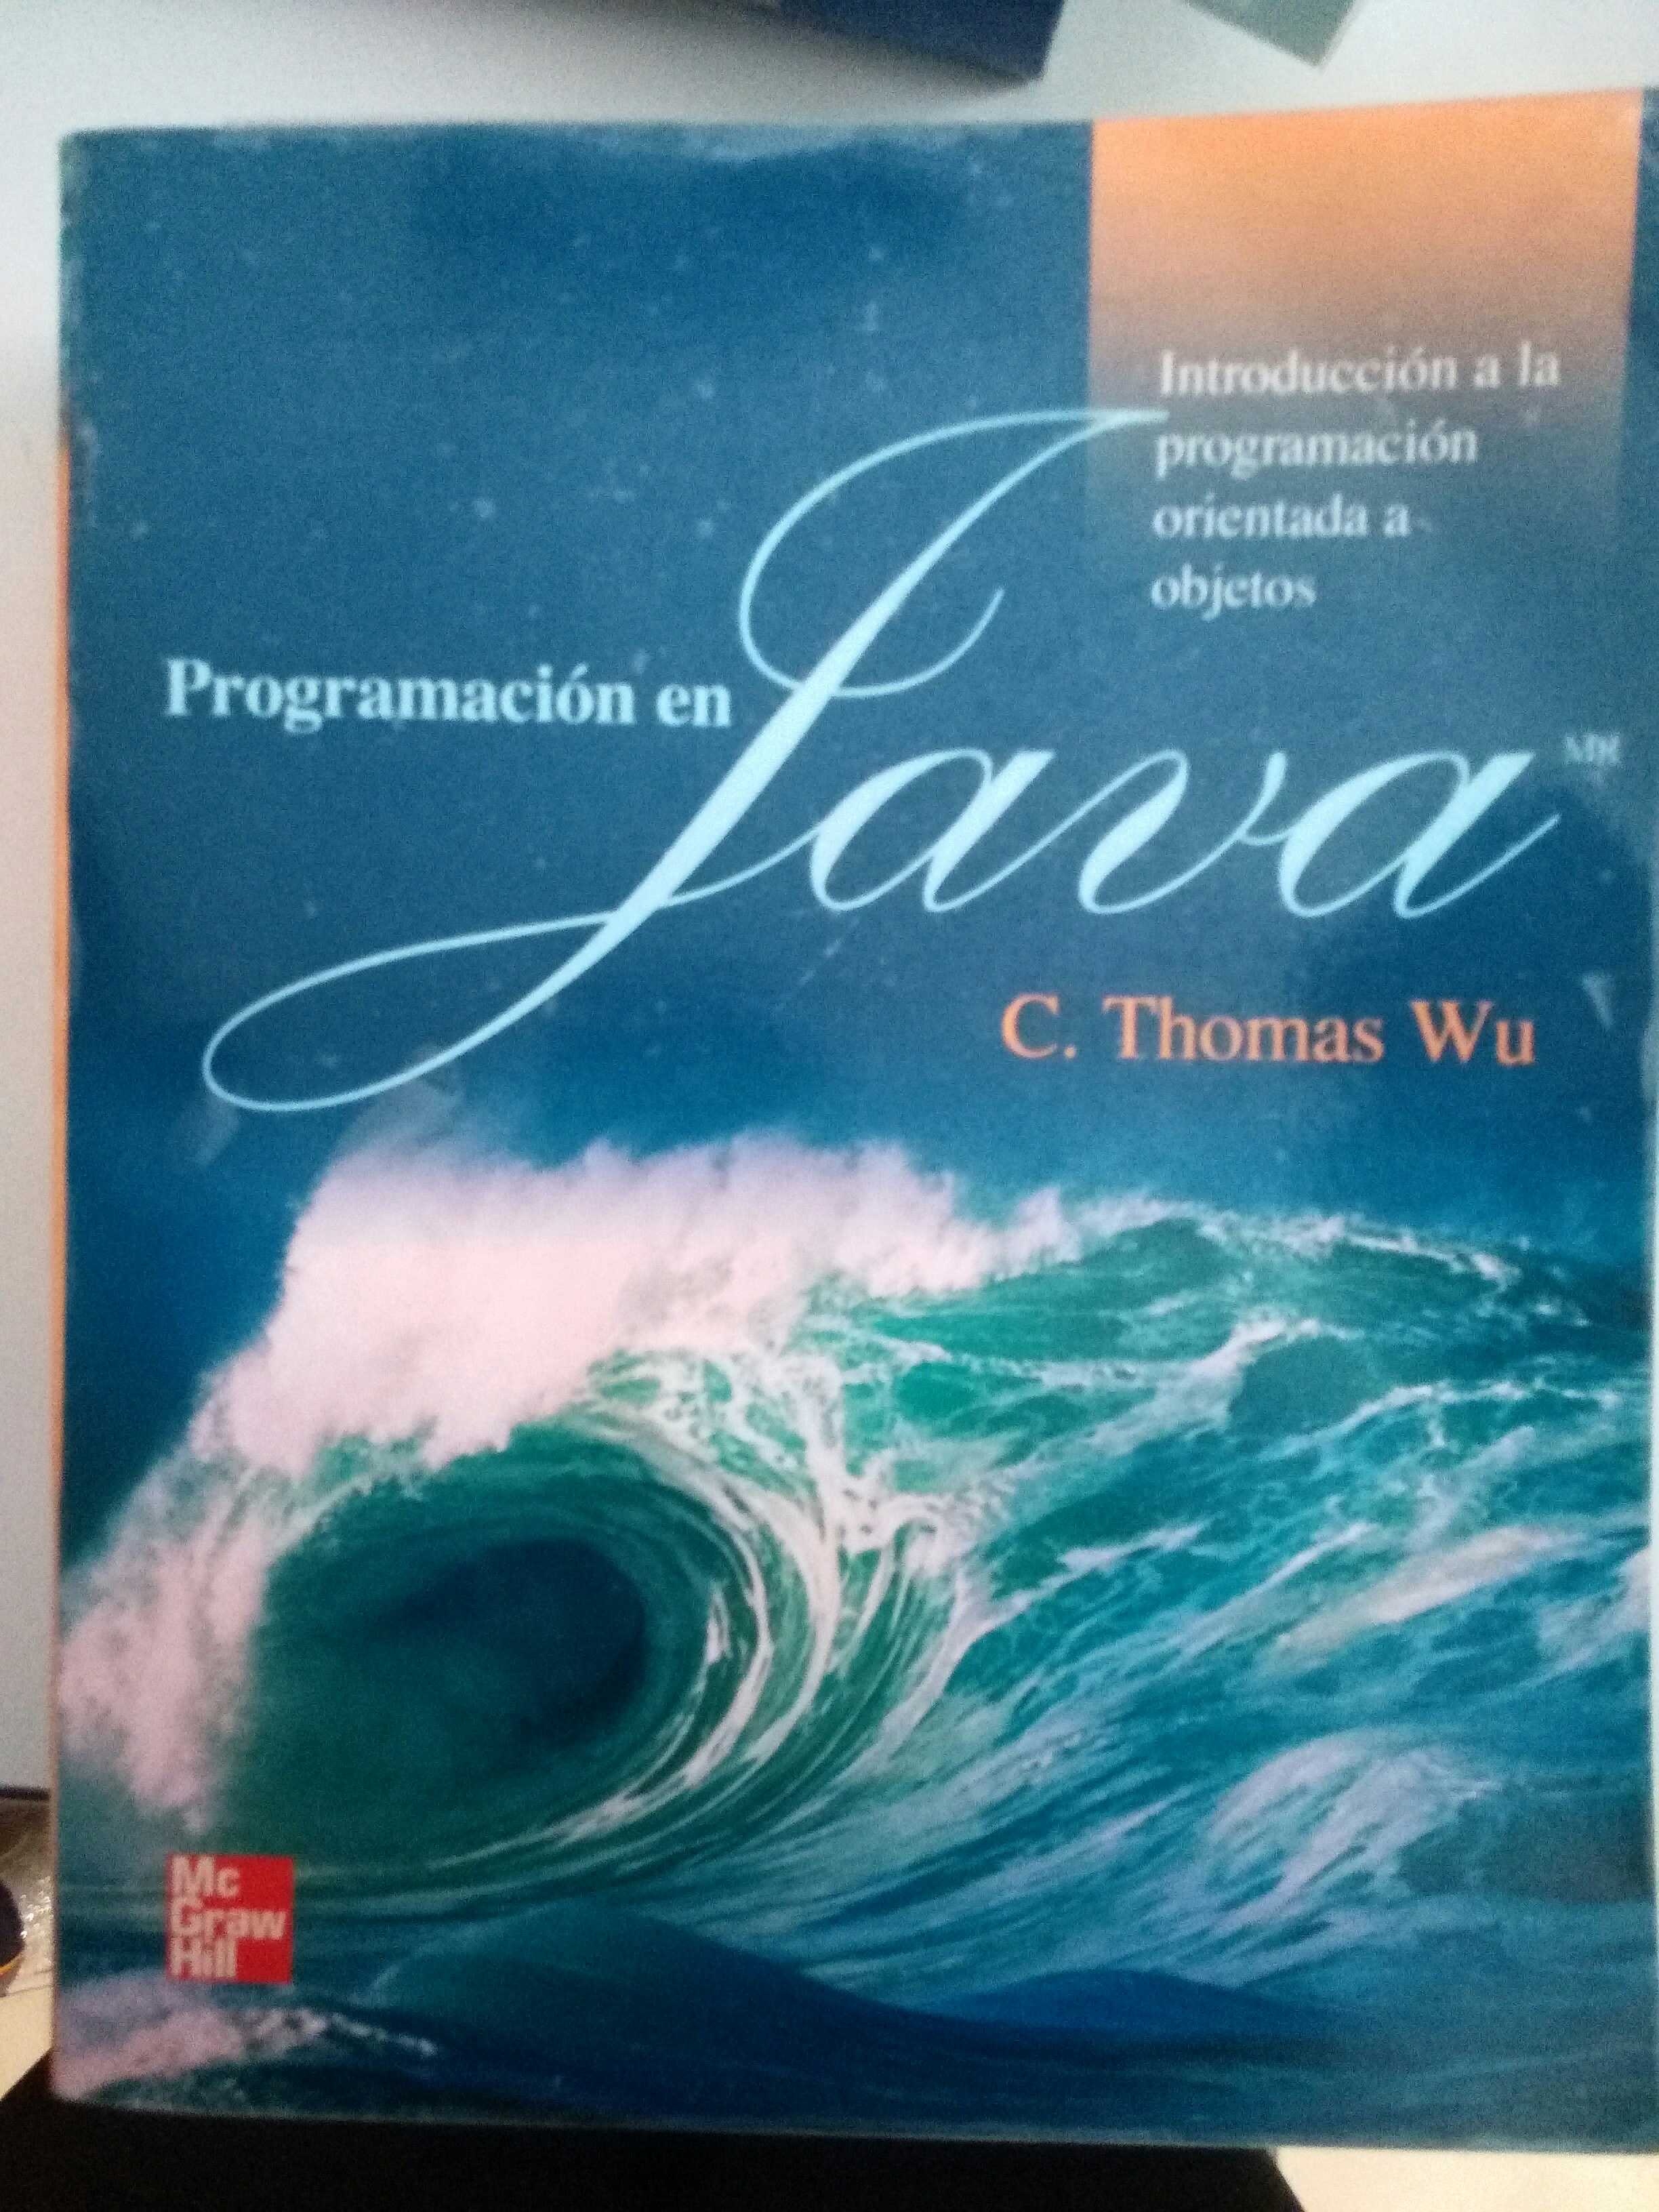 Introducción a la
programación
orientada a
objetos
Programación en
Java MR
C. Thomas Wu
Mc
Graw
Hill